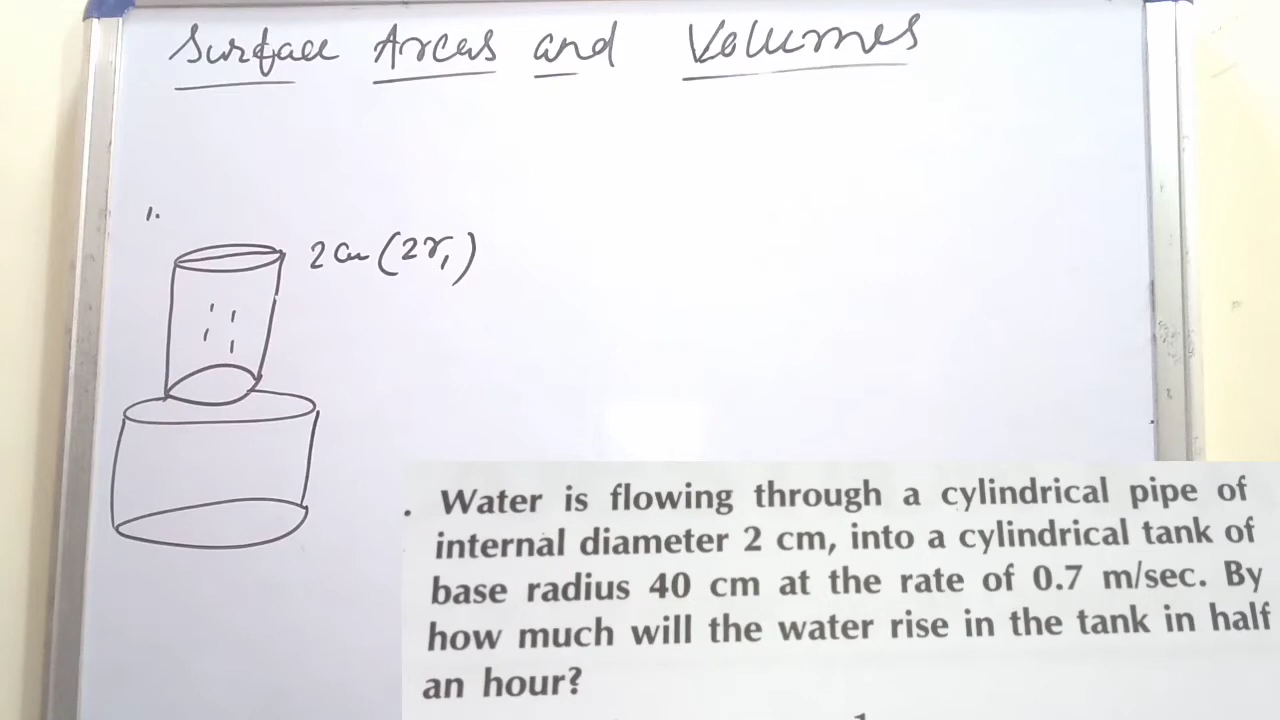 Surface Areas and Volumes
1.
2 cm (2r₁)
. Water is flowing through a cylindrical pipe of
internal diameter 2 cm, into a cylindrical tank of
base radius 40 cm at the rate of 0.7 m/sec. By
how much will the water rise in the tank in half
an hour?